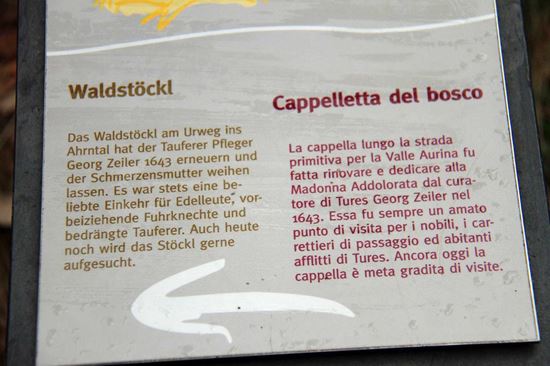 Waldstöckl
Das Waldstöckl am Urweg ins
Ahrntal hat der Tauferer Pfleger
Georg Zeiler 1643 erneuern und
der Schmerzensmutter weihen
lassen. Es war stets eine be-
liebte Einkehr für Edelleute, vor-
beiziehende Fuhrknechte und
bedrängte Tauferer. Auch heute
noch wird das Stöckl gerne
aufgesucht.
Cappelletta del bosco
La cappella lungo la strada
primitiva per la Valle Aurina fu
fatta rinovare e dedicare alla
Madonna Addolorata dal cura-
tore di Tures Georg Zeiler nel
1643. Essa fu sempre un amato
punto di visita per i nobili, i car-
rettieri di passaggio ed abitanti
afflitti di Tures. Ancora oggi la
cappella è meta gradita di visite.